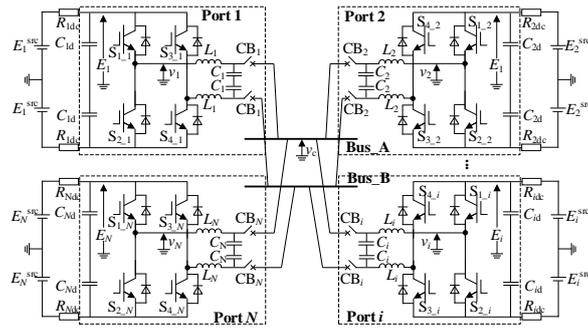 Port 1
Port 2
R1dc
S1_1
S3_1
L1
CB1
CB2
S4_2
S1_2
R2dc
E1src
C1d
E1
v1
C1
C2
L2
v2
E1
C2d
E2src
E1src
C1d
S2_1
S4_1
L1
CB1
CB2
L2
S3_2
S2_2
C2d
E2src
R1dc
R2dc
vc
Bus_A
Bus_B
...
RNdc
S1_N
S3_N
LN
CBN
CBi
S4_i
S1_i
Ridc
ENsrc
CNd
EN
vN
CN
Ci
Li
vi
Ei
Cid
Eisrc
ENsrc
CNd
S2_N
S4_N
LN
CN
CBN
CBi
Ci
Li
S3_i
S2_i
Cid
Eisrc
RNdc
Ridc
Port N
Port i